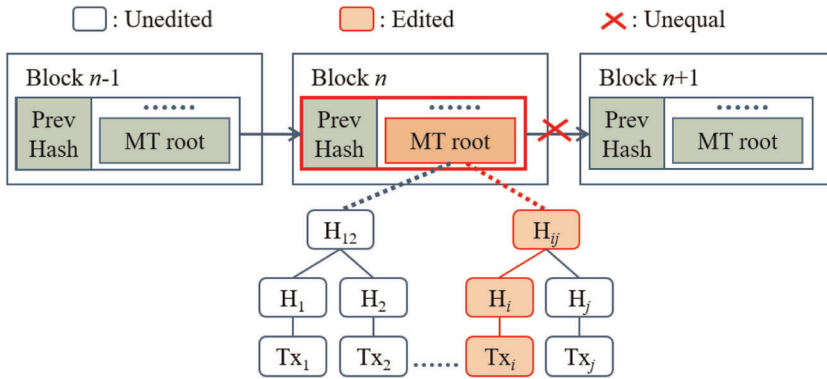 : Unedited : Edited : Unequal
Block n-1 Block n Block n+1
Prev Hash ...... MT root Prev Hash ...... MT root Prev Hash ...... MT root
H12 Hij
H1 H2 Hi Hj
Tx1 Tx2 ...... Txi Txj